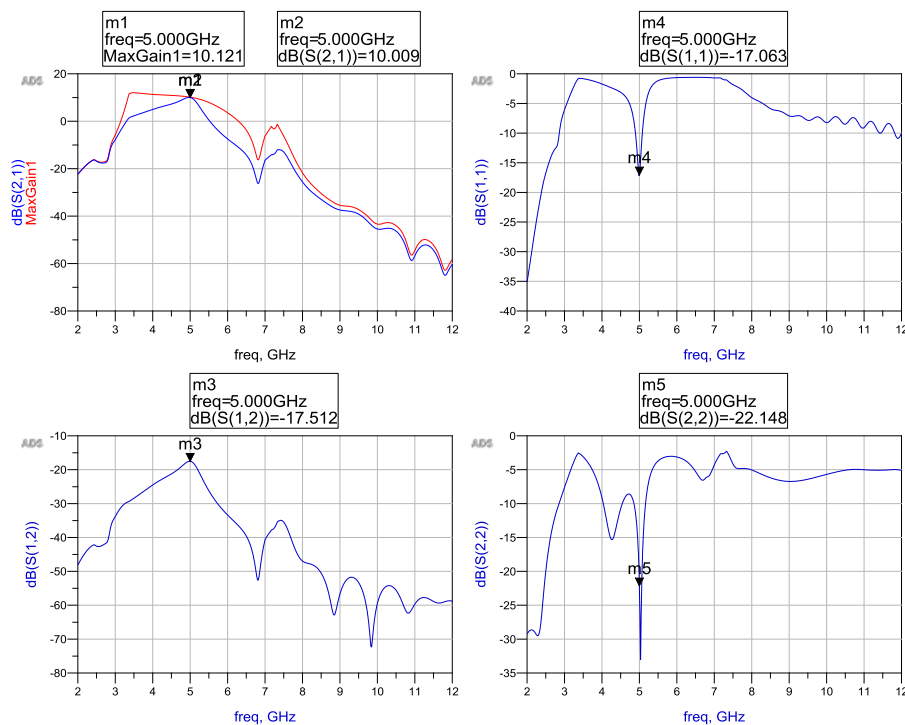 m1
freq=5.000GHz
MaxGain1=10.121
m2
freq=5.000GHz
dB(S(2,1))=10.009
ADS
m2
20
0
-20
-40
-60
-80
dB(S(2,1))
MaxGain1
2 3 4 5 6 7 8 9 10 11 12
freq, GHz
m4
freq=5.000GHz
dB(S(1,1))=-17.063
ADS
m4
0
-5
-10
-15
-20
-25
-30
-35
-40
dB(S(1,1))
2 3 4 5 6 7 8 9 10 11 12
freq, GHz
m3
freq=5.000GHz
dB(S(1,2))=-17.512
ADS
m3
-10
-20
-30
-40
-50
-60
-70
-80
dB(S(1,2))
2 3 4 5 6 7 8 9 10 11 12
freq, GHz
m5
freq=5.000GHz
dB(S(2,2))=-22.148
ADS
m5
0
-5
-10
-15
-20
-25
-30
-35
dB(S(2,2))
2 3 4 5 6 7 8 9 10 11 12
freq, GHz